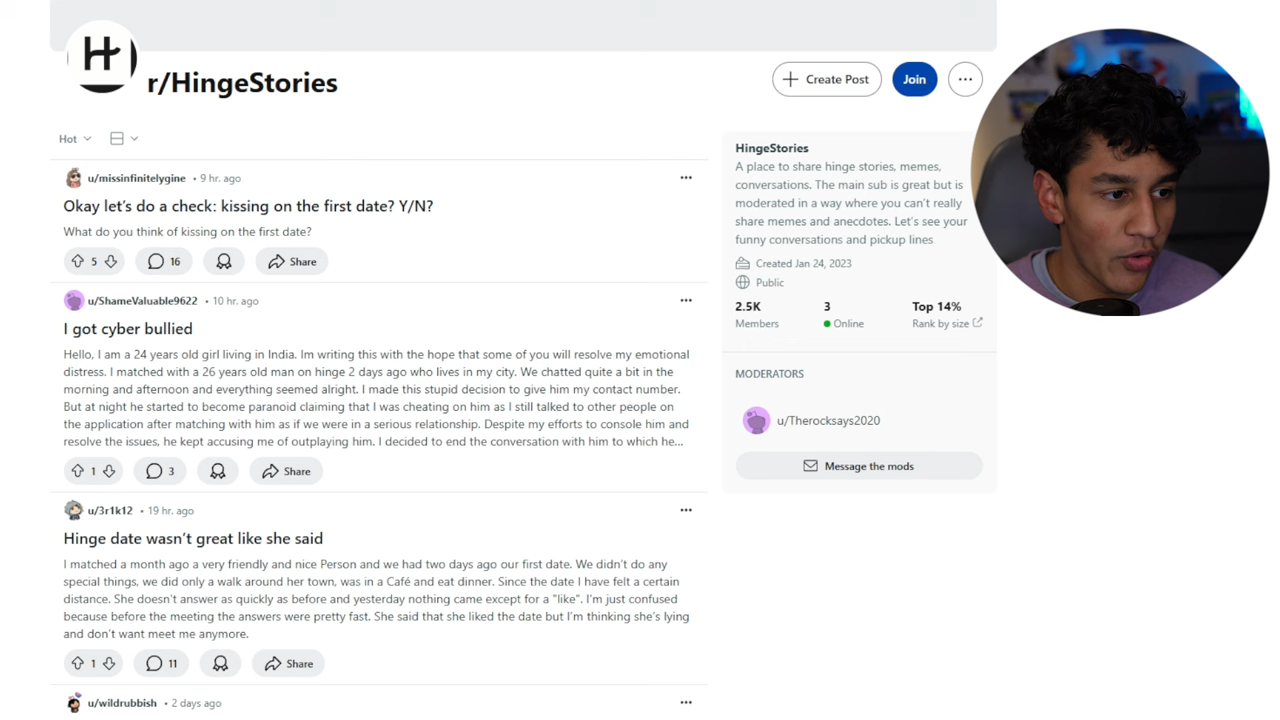 H
r/HingeStories
Create Post
Join
Hot
u/missinfinitelygine • 9 hr. ago
Okay let's do a check: kissing on the first date? Y/N?
What do you think of kissing on the first date?
5
16
Share
u/ShameValuable9622 • 10 hr. ago
I got cyber bullied
Hello, I am a 24 years old girl living in India. Im writing this with the hope that some of you will resolve my emotional
distress. I matched with a 26 years old man on hinge 2 days ago who lives in my city. We chatted quite a bit in the
morning and afternoon and everything seemed alright. I made this stupid decision to give him my contact number.
But at night he started to become paranoid claiming that I was cheating on him as I still talked to other people on
the application after matching with him as if we were in a serious relationship. Despite my efforts to console him and
resolve the issues, he kept accusing me of outplaying him. I decided to end the conversation with him to which he...
1
3
Share
u/3r1k12 • 19 hr. ago
Hinge date wasn't great like she said
I matched a month ago a very friendly and nice Person and we had two days ago our first date. We didn't do any
special things, we did only a walk around her town, was in a Café and eat dinner. Since the date I have felt a certain
distance. She doesn't answer as quickly as before and yesterday nothing came except for a "like". I'm just confused
because before the meeting the answers were pretty fast. She said that she liked the date but I'm thinking she's lying
and don't want meet me anymore.
1
11
Share
u/wildrubbish • 2 days ago
HingeStories
A place to share hinge stories, memes,
conversations. The main sub is great but is
moderated in a way where you can't really
share memes and anecdotes. Let's see your
funny conversations and pickup lines
Created Jan 24, 2023
Public
2.5K
3
Top 14%
Members
Online
Rank by size
MODERATORS
u/Therocksays2020
Message the mods